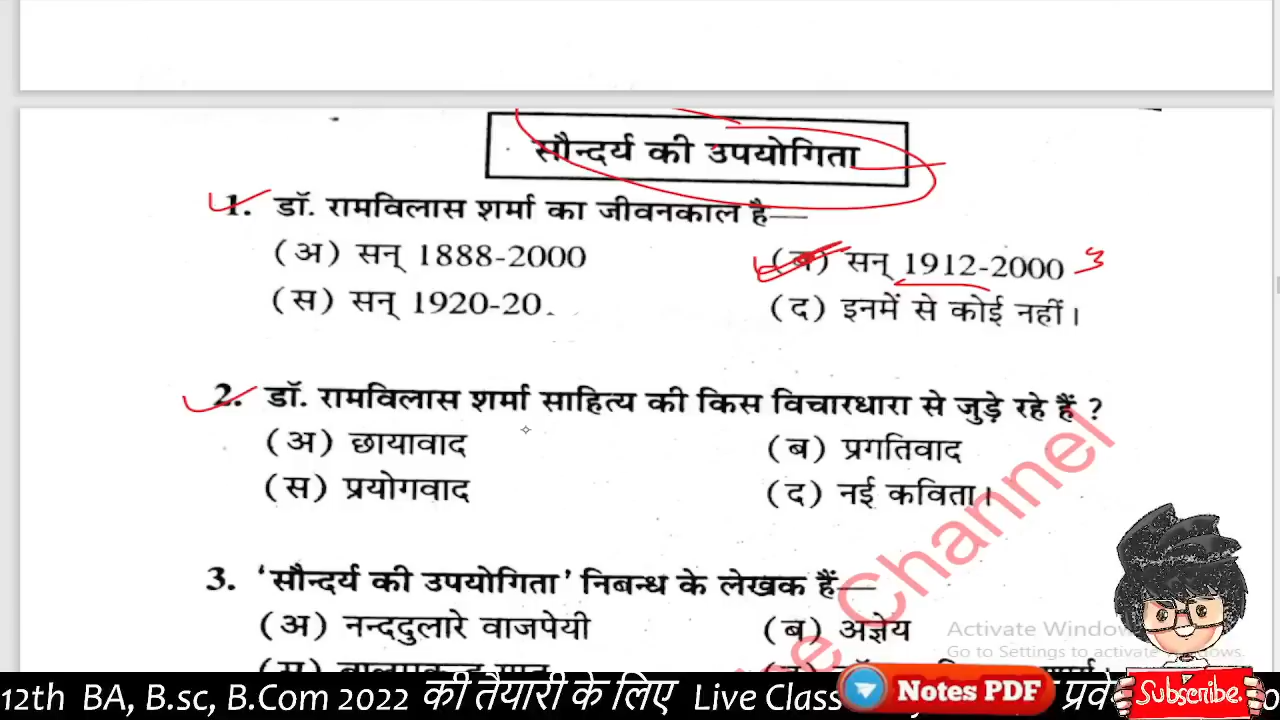 सौन्दर्य की उपयोगिता
1. डॉ. रामविलास शर्मा का जीवनकाल है—
(अ) सन् 1888-2000 (ब) सन् 1912-2000
(स) सन् 1920-20 (द) इनमें से कोई नहीं।
2. डॉ. रामविलास शर्मा साहित्य की किस विचारधारा से जुड़े रहे हैं ?
(अ) छायावाद (ब) प्रगतिवाद
(स) प्रयोगवाद (द) नई कविता।
3. 'सौन्दर्य की उपयोगिता' निबन्ध के लेखक हैं—
(अ) नन्ददुलारे वाजपेयी (ब) अज्ञेय
Channel
Activate Window
Go to Settings to activate
12th BA, B.sc, B.Com 2022 की तैयारी के लिए Live Class
Notes PDF
Subscribe.